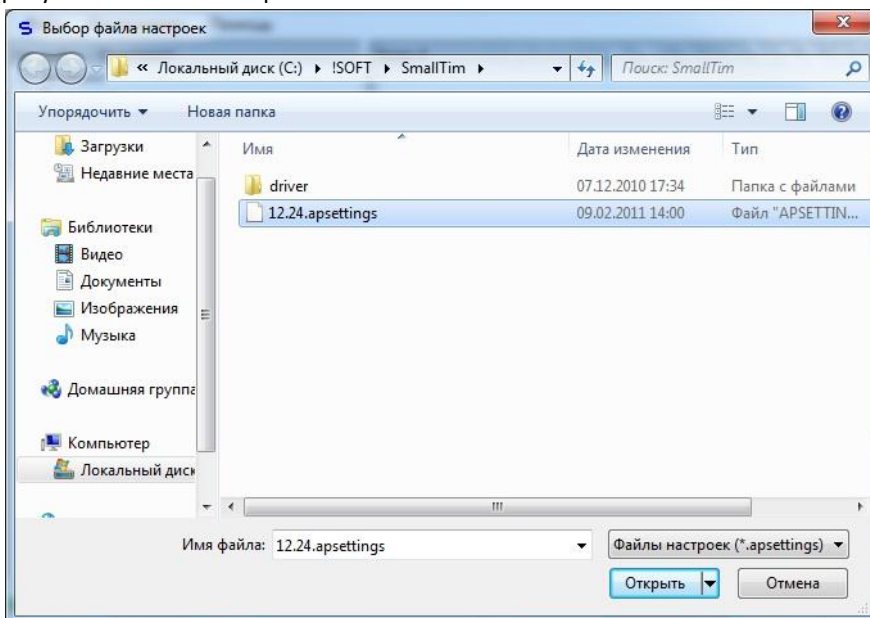 Выбор файла настроек
« Локальный диск (C:) !SOFT SmallTim Поиск: SmallTim
Упорядочить Новая папка
Загрузки
Недавние места
Библиотеки
Видео
Документы
Изображения
Музыка
Домашняя группа
Компьютер
Локальный диск
Имя Дата изменения Тип
driver 07.12.2010 17:34 Папка с файлами
12.24.apsettings 09.02.2011 14:00 Файл "APSETTIN...
Имя файла: 12.24.apsettings Файлы настроек (*.apsettings)
Открыть Отмена